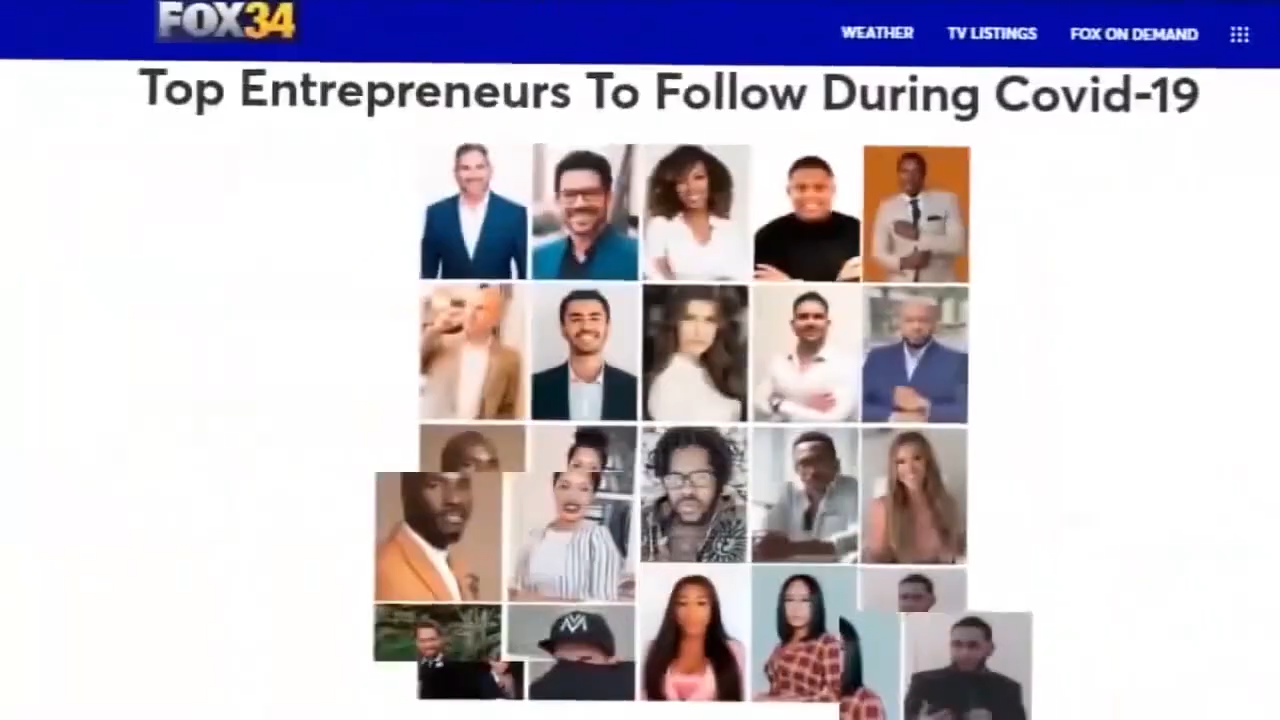 FOX34
WEATHER TV LISTINGS FOX ON DEMAND
Top Entrepreneurs To Follow During Covid-19